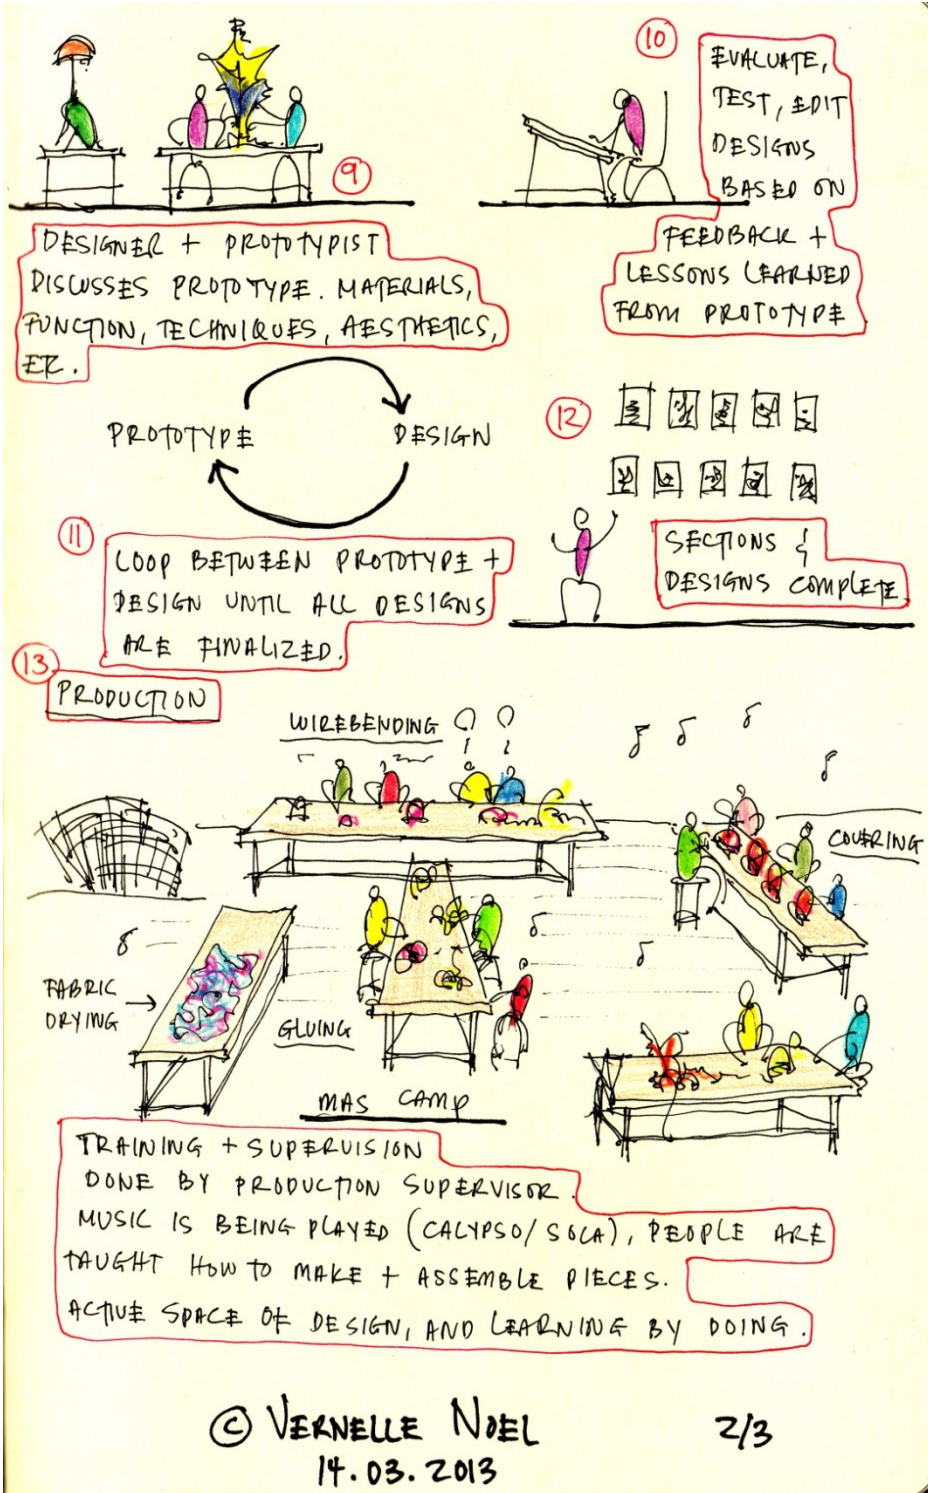 9
DESIGNER + PROTOTYPIST
DISCUSSES PROTOTYPE. MATERIALS,
FUNCTION, TECHNIQUES, AESTHETICS,
ETC.
10
EVALUATE,
TEST, EDIT
DESIGNS
BASED ON
FEEDBACK +
LESSONS LEARNED
FROM PROTOTYPE
PROTOTYPE DESIGN
11
LOOP BETWEEN PROTOTYPE +
DESIGN UNTIL ALL DESIGNS
ARE FINALIZED.
12
SECTIONS &
DESIGNS COMPLETE
13
PRODUCTION
WIREBENDING
COVERING
FABRIC
DRYING
GLUING
MAS CAMP
TRAINING + SUPERVISION
DONE BY PRODUCTION SUPERVISOR.
MUSIC IS BEING PLAYED (CALYPSO/SOCA), PEOPLE ARE
TAUGHT HOW TO MAKE + ASSEMBLE PIECES.
ACTIVE SPACE OF DESIGN, AND LEARNING BY DOING.
© VERNELLE NOEL 2/3
14.03.2013